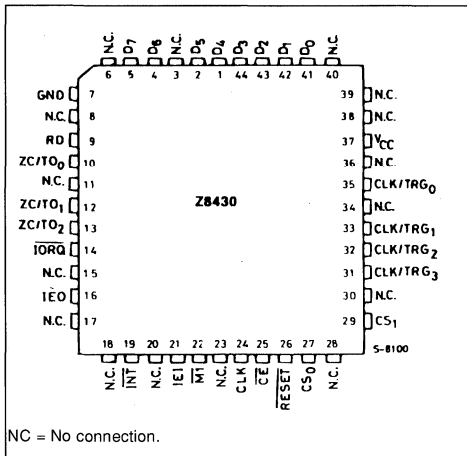 N.C. D7 D6 N.C. D5 D4 D3 D2 D1 D0 N.C.
6 5 4 3 2 1 44 43 42 41 40
GND 7 39 N.C.
N.C. 8 38 N.C.
RD 9 37 VCC
ZC/TO0 10 36 N.C.
N.C. 11 35 CLK/TRG0
ZC/TO1 12 Z8430 34 N.C.
ZC/TO2 13 33 CLK/TRG1
IORQ 14 32 CLK/TRG2
N.C. 15 31 CLK/TRG3
IEO 16 30 N.C.
N.C. 17 29 CS1
18 19 20 21 22 23 24 25 26 27 28
S-8100
N.C. INT N.C. IEI M1 N.C. CLK CE RESET CS0 N.C.
NC = No connection.